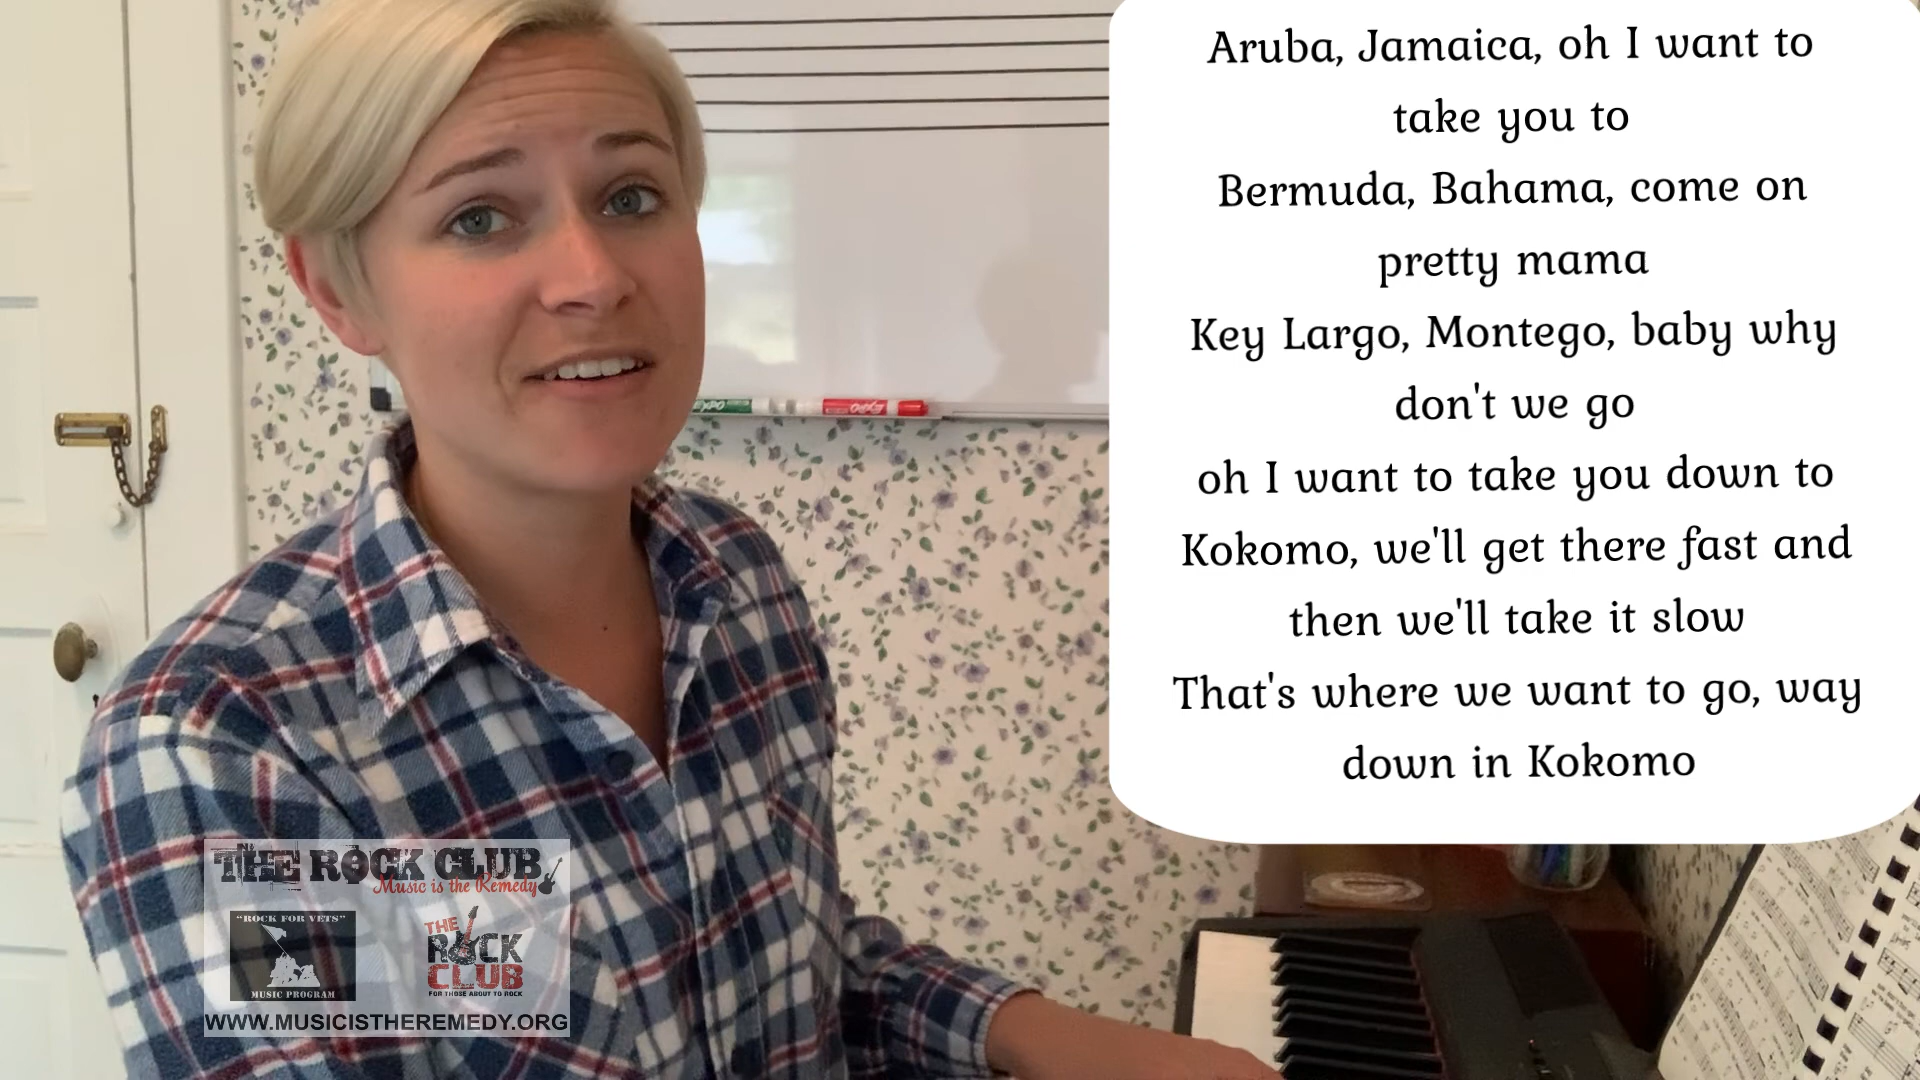 Aruba, Jamaica, oh I want to
take you to
Bermuda, Bahama, come on
pretty mama
Key Largo, Montego, baby why
don't we go
oh I want to take you down to
Kokomo, we'll get there fast and
then we'll take it slow
That's where we want to go, way
down in Kokomo
EXPO
EXPO
THE ROCK CLUB
Music is the Remedy
"ROCK FOR VETS"
MUSIC PROGRAM
THE
ROCK
CLUB
FOR THOSE ABOUT TO ROCK
WWW.MUSICISTHEREMEDY.ORG